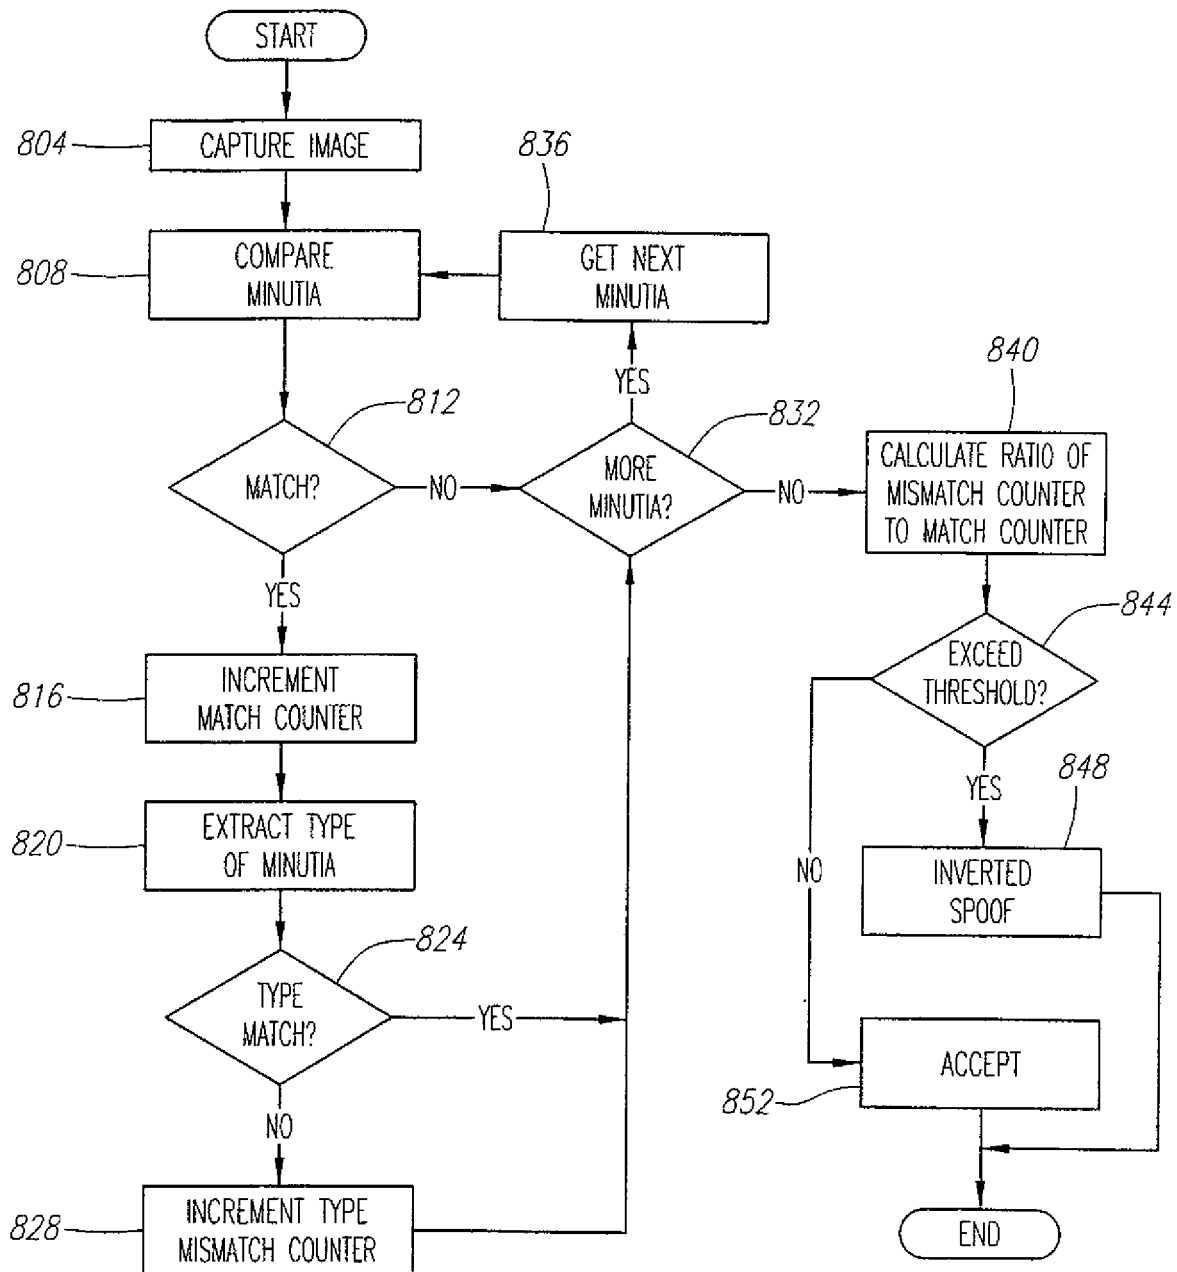 START
804
CAPTURE IMAGE
836
808
COMPARE
MINUTIA
GET NEXT
MINUTIA
YES
840
812
832
MATCH?
NO
MORE
MINUTIA?
NO
CALCULATE RATIO OF
MISMATCH COUNTER
TO MATCH COUNTER
YES
844
816
INCREMENT
MATCH COUNTER
EXCEED
THRESHOLD?
YES
848
820
EXTRACT TYPE
OF MINUTIA
NO
INVERTED
SPOOF
824
TYPE
MATCH?
YES
852
ACCEPT
NO
828
INCREMENT TYPE
MISMATCH COUNTER
END